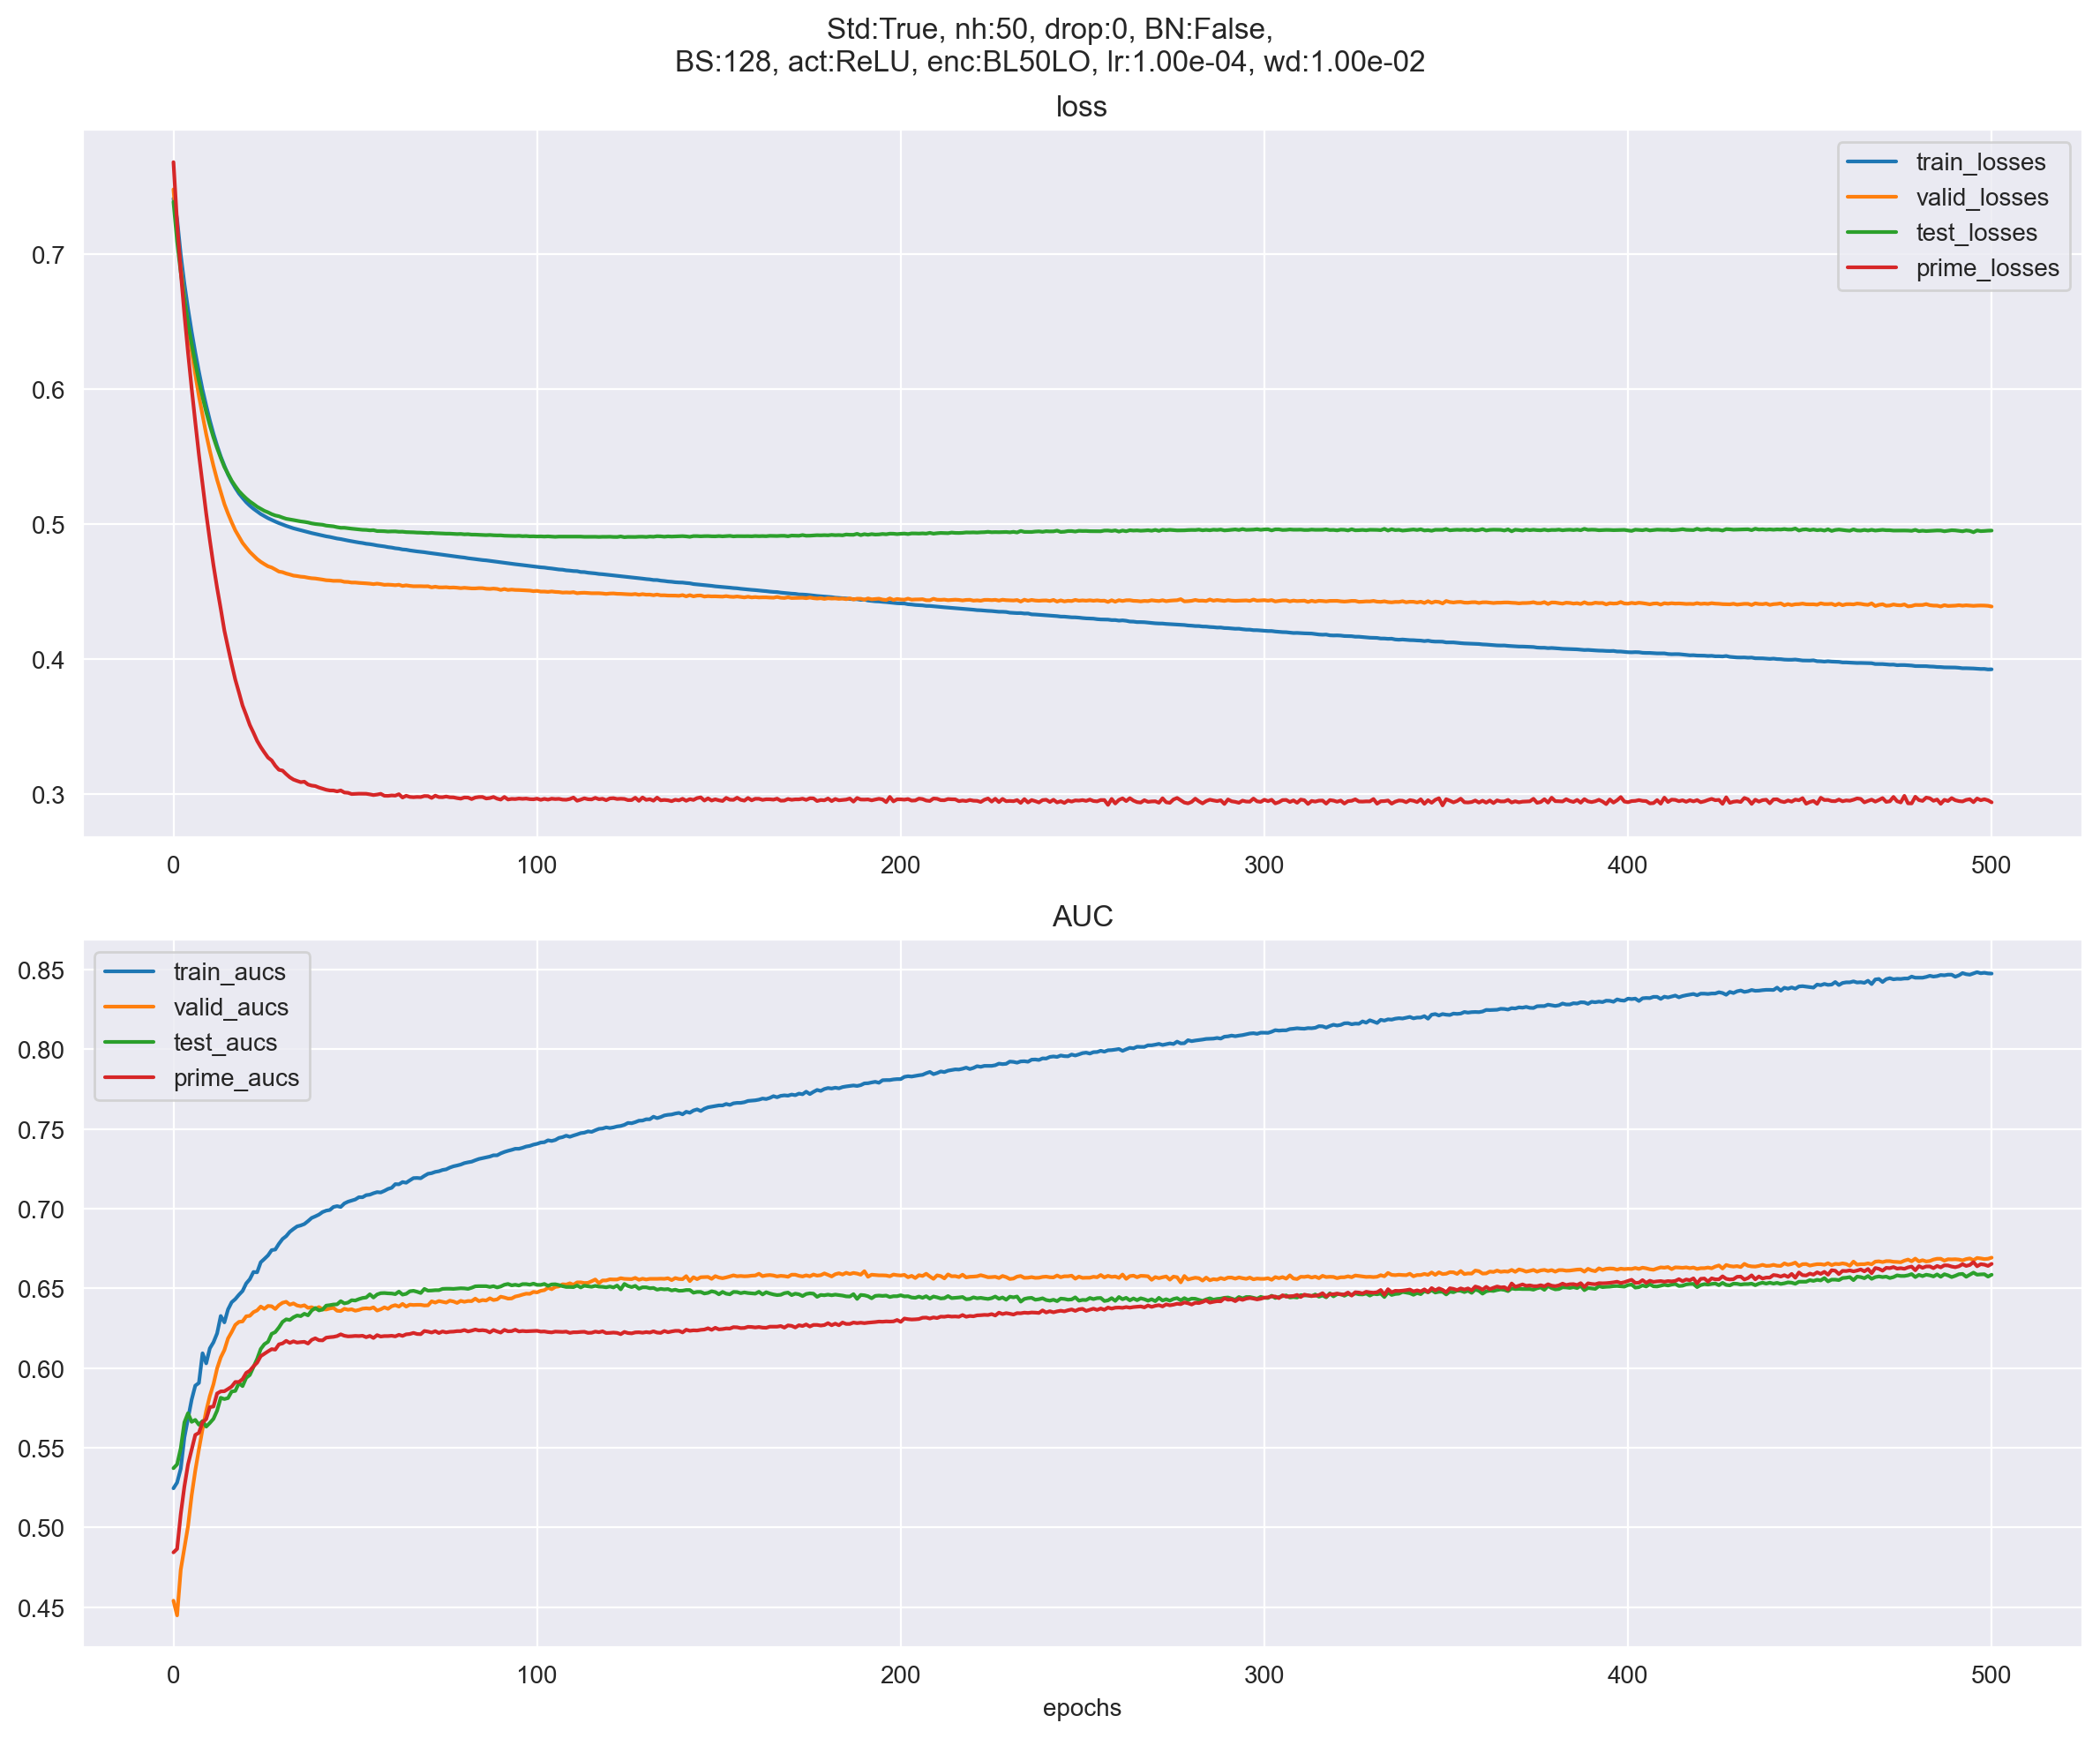 Std:True, nh:50, drop:0, BN:False,
BS:128, act:ReLU, enc:BL50LO, lr:1.00e-04, wd:1.00e-02
loss
train_losses
valid_losses
test_losses
prime_losses
0.7
0.6
0.5
0.4
0.3
0 100 200 300 400 500
AUC
train_aucs
valid_aucs
test_aucs
prime_aucs
0.85
0.80
0.75
0.70
0.65
0.60
0.55
0.50
0.45
0 100 200 300 400 500
epochs